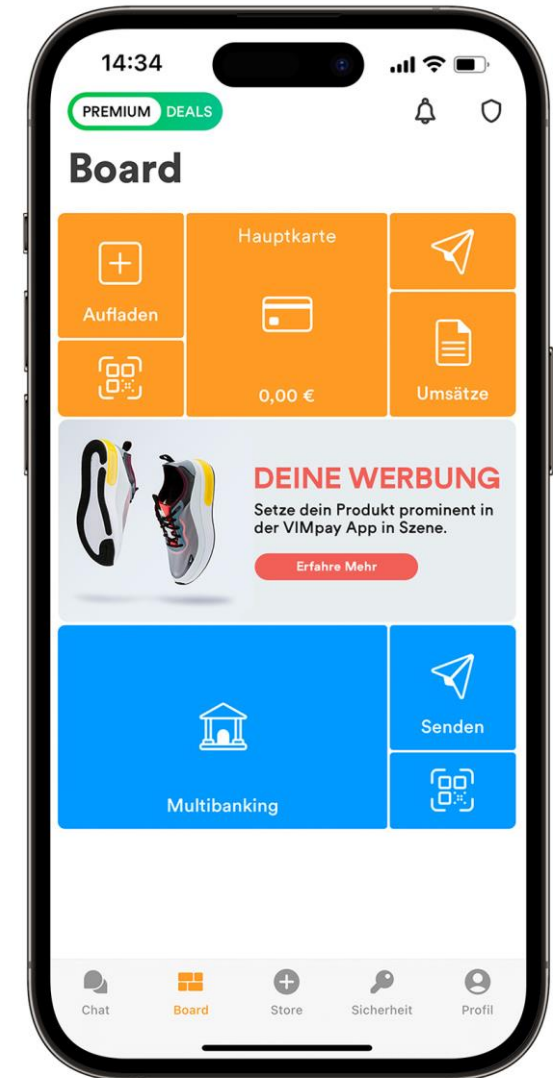 14:34
PREMIUM DEALS
Board
Hauptkarte
Aufladen
0,00 €
Umsätze
DEINE WERBUNG
Setze dein Produkt prominent in
der VIMpay App in Szene.
Erfahre Mehr
Senden
Multibanking
Chat
Board
Store
Sicherheit
Profil